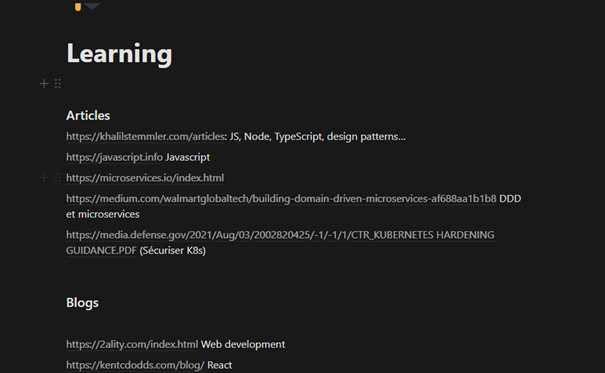 Learning
Articles
https://khalilstemmler.com/articles: JS, Node, TypeScript, design patterns...
https://javascript.info Javascript
https://microservices.io/index.html
https://medium.com/walmartglobaltech/building-domain-driven-microservices-af688aa1b1b8 DDD
et microservices
https://media.defense.gov/2021/Aug/03/2002820425/-1/-1/1/CTR_KUBERNETES HARDENING
GUIDANCE.PDF (Sécuriser K8s)
Blogs
https://2ality.com/index.html Web development
https://kentcdodds.com/blog/ React